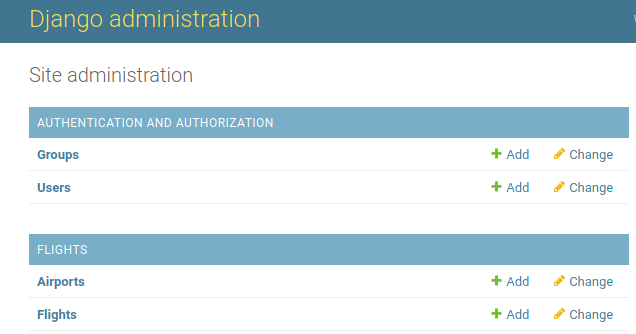 Django administration
Site administration
AUTHENTICATION AND AUTHORIZATION
Groups Add Change
Users Add Change
FLIGHTS
Airports Add Change
Flights Add Change